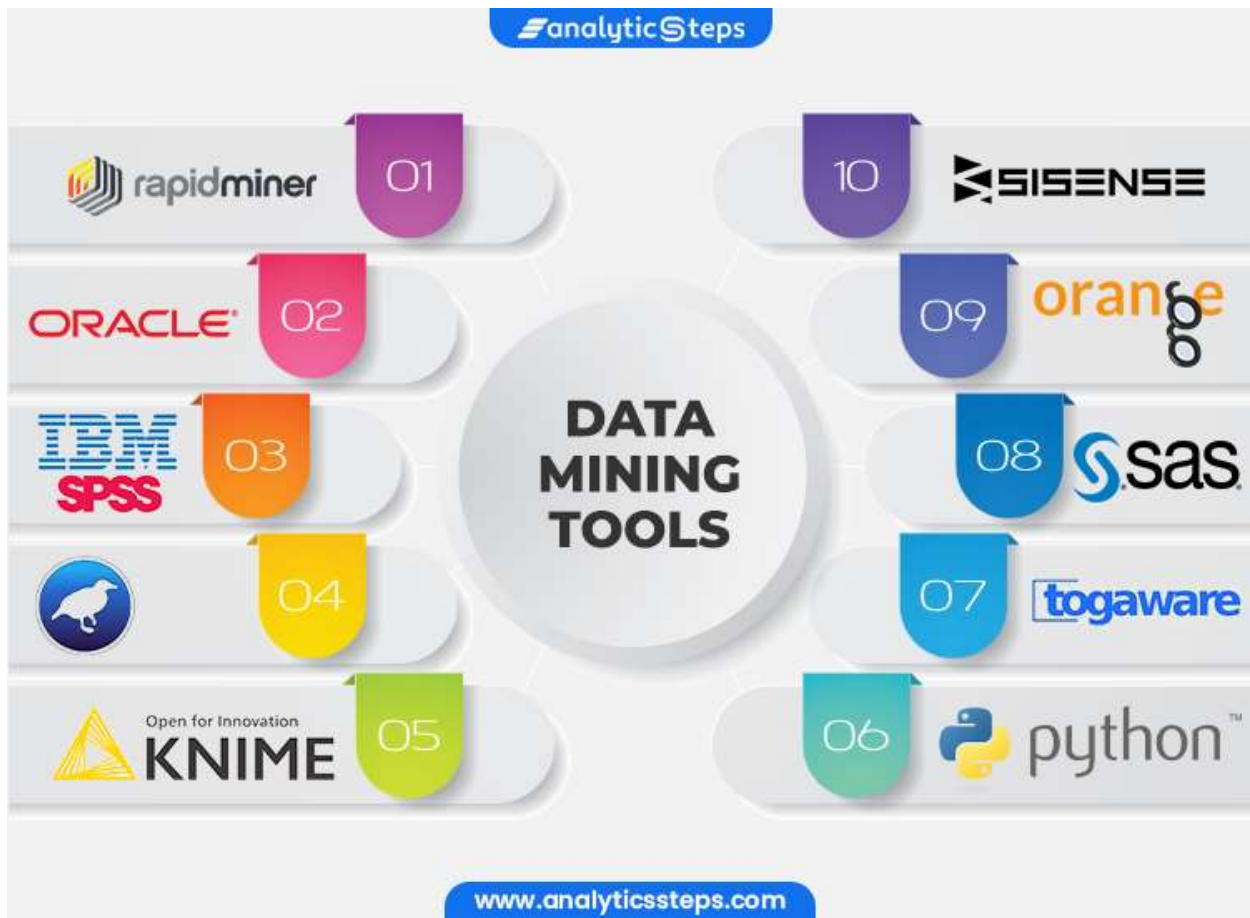 analyticSteps
rapidminer
01
ORACLE®
02
IBM
SPSS
03
04
Open for Innovation
KNIME
05
DATA
MINING
TOOLS
10
SISENSE
09
orange
08
sas
07
togaware
06
python™
www.analyticssteps.com